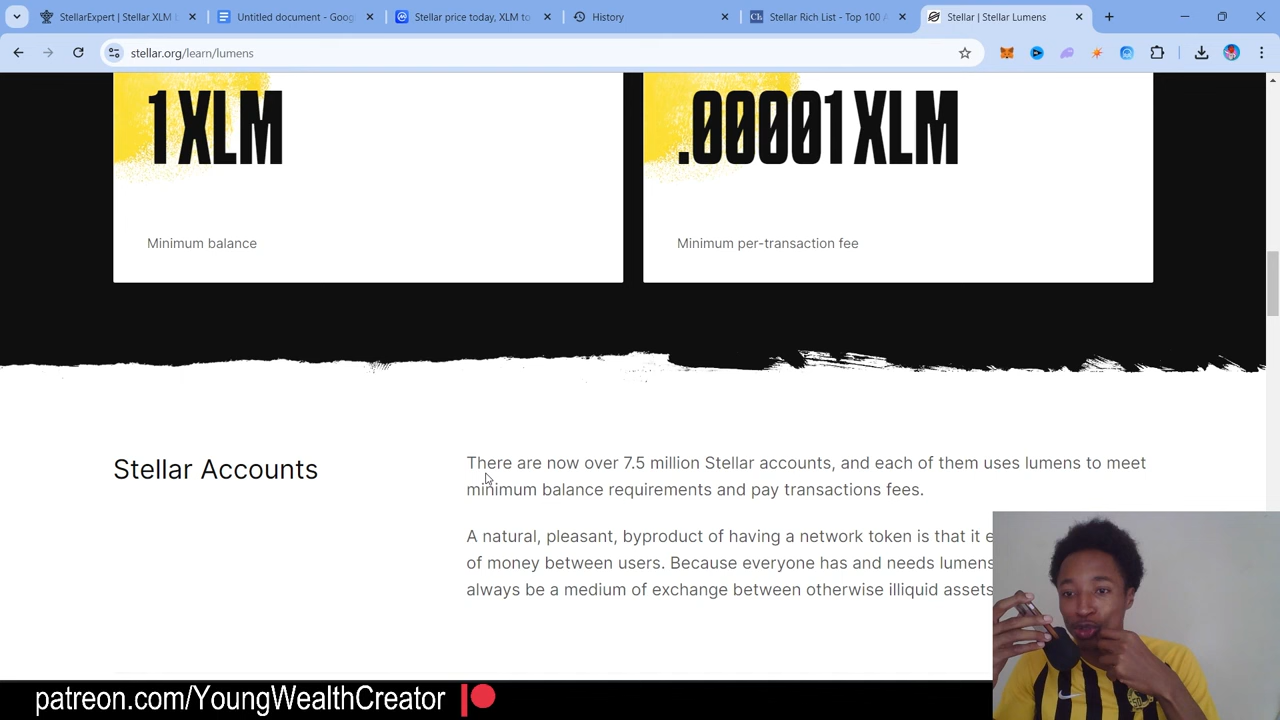 StellarExpert | Stellar XLM b
Untitled document - Goog
Stellar price today, XLM to
History
Stellar Rich List - Top 100 A
Stellar | Stellar Lumens
stellar.org/learn/lumens
1 XLM
.00001 XLM
Minimum balance
Minimum per-transaction fee
Stellar Accounts
There are now over 7.5 million Stellar accounts, and each of them uses lumens to meet
minimum balance requirements and pay transactions fees.
A natural, pleasant, byproduct of having a network token is that it e
of money between users. Because everyone has and needs lumens
always be a medium of exchange between otherwise illiquid assets
patreon.com/YoungWealthCreator